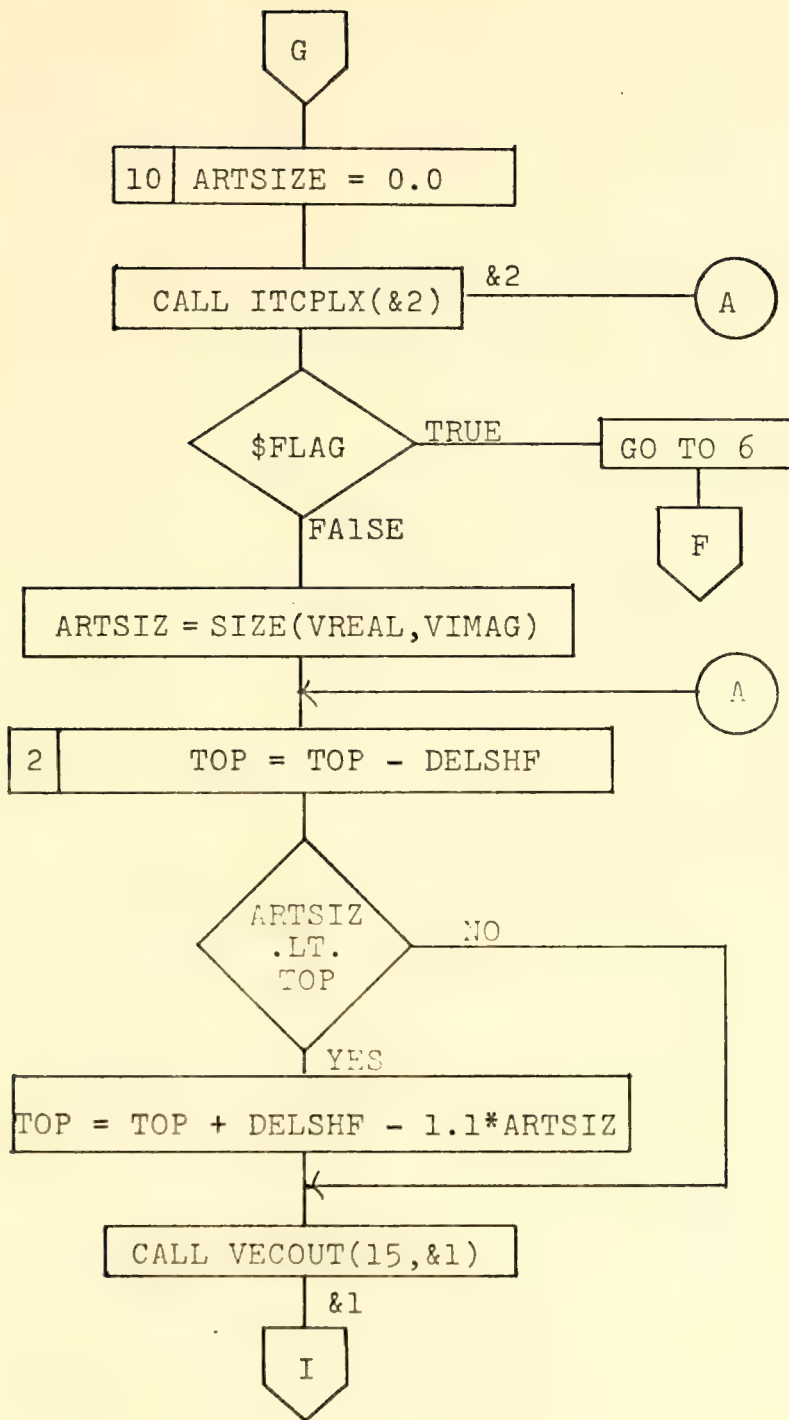 G
10 ARTSIZE = 0.0
CALL ITCPLX(&2)
&2
A
$FLAG
TRUE
GO TO 6
F
FA1SE
ARTSIZ = SIZE(VREAL,VIMAG)
A
2 TOP = TOP - DELSHF
ARTSIZ
.LT.
TOP
NO
YES
TOP = TOP + DELSHF - 1.1*ARTSIZ
CALL VECOUT(15,&1)
&1
I